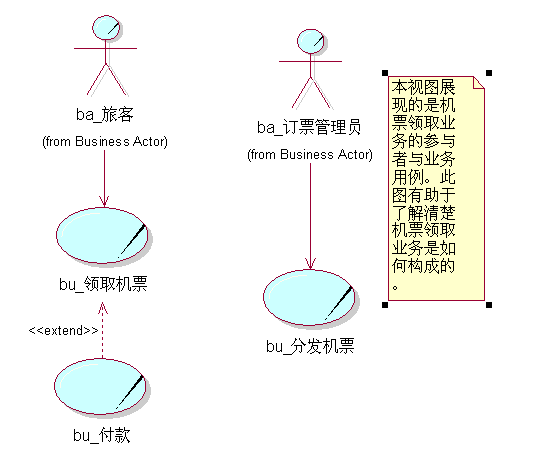 ba_旅客
(from Business Actor)
bu_领取机票
<<extend>>
bu_付款
ba_订票管理员
(from Business Actor)
bu_分发机票
本视图展
现的是机
票领取业
务的参与
者与业务
用例。此
图有助于
了解清楚
机票领取
业务是如
何构成的
。